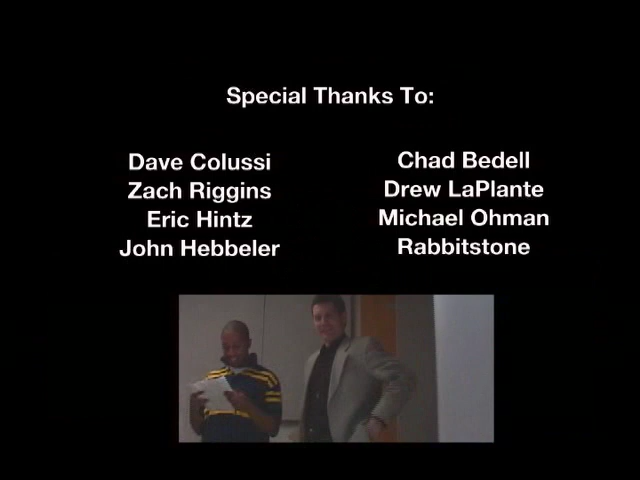 Special Thanks To:
Dave Colussi
Zach Riggins
Eric Hintz
John Hebbeler
Chad Bedell
Drew LaPlante
Michael Ohman
Rabbitstone